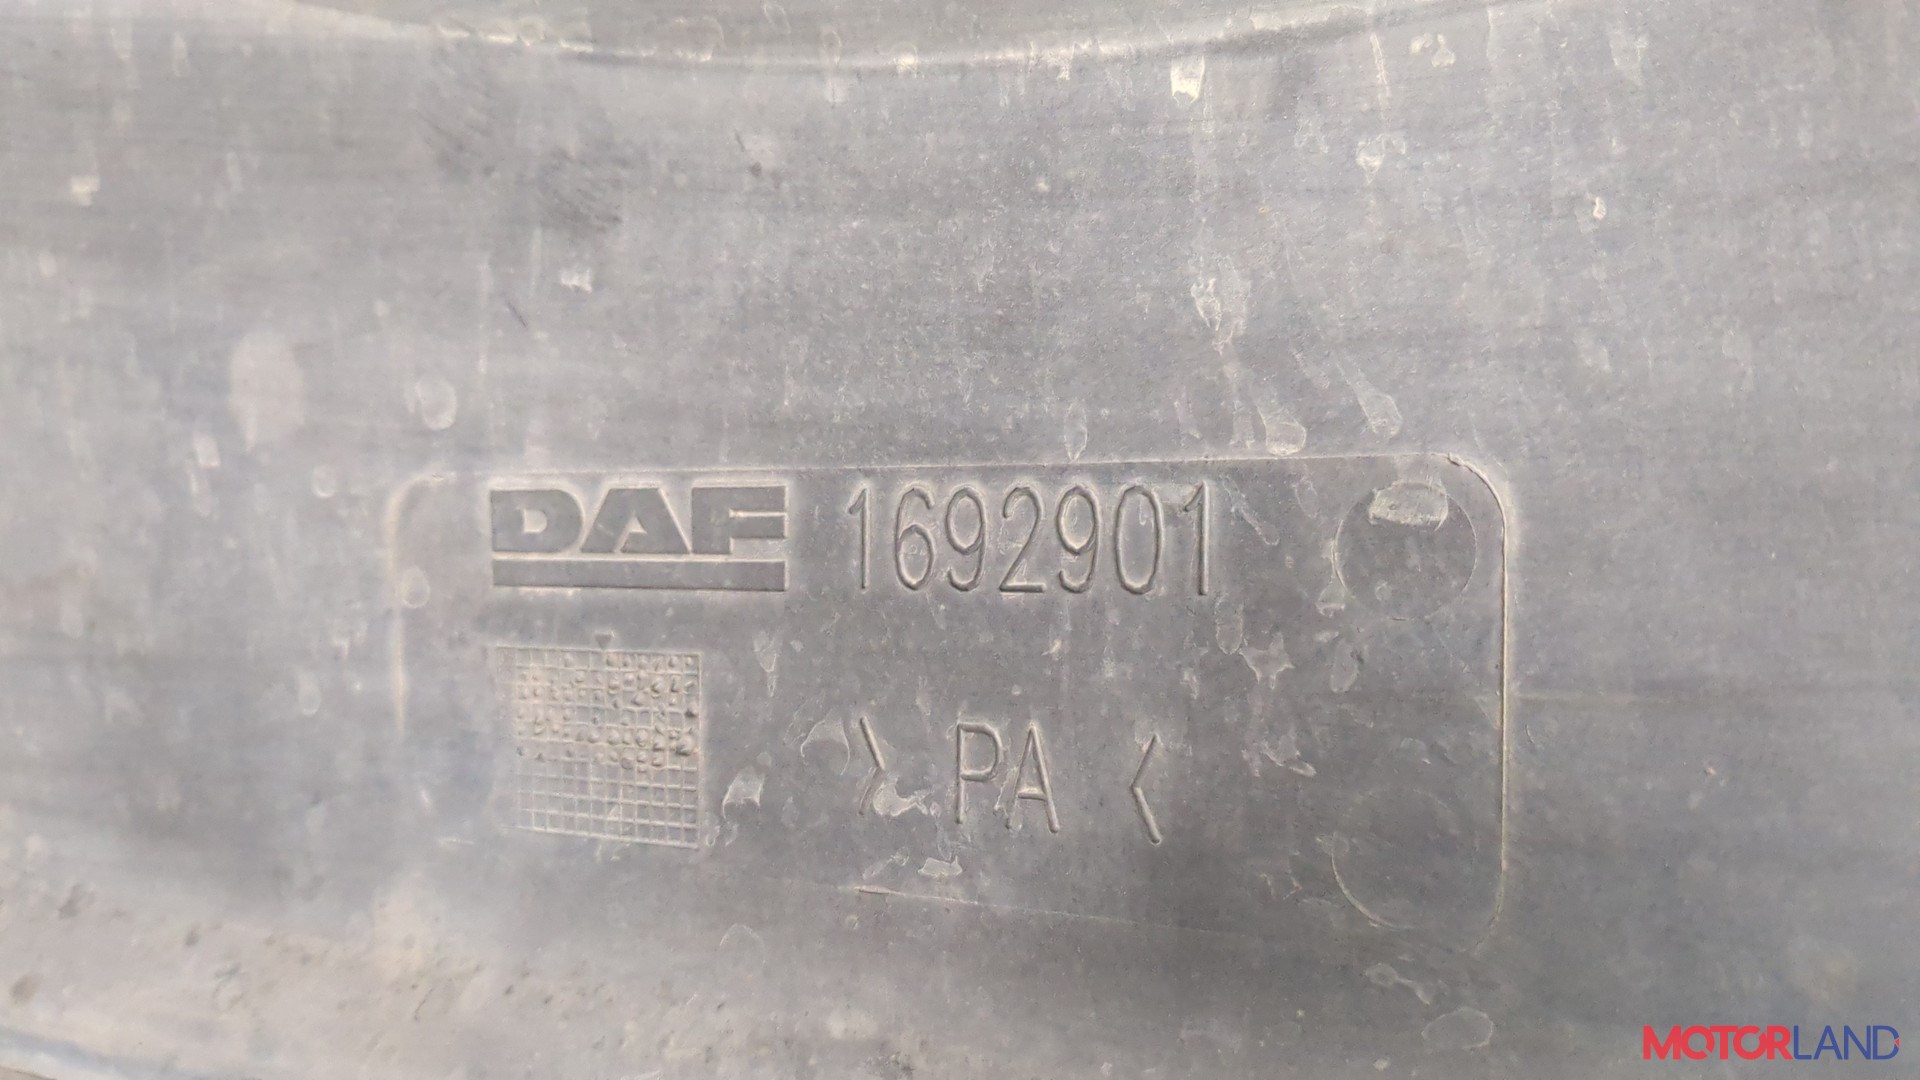 DAF 1692901
> PA <
MOTORLAND